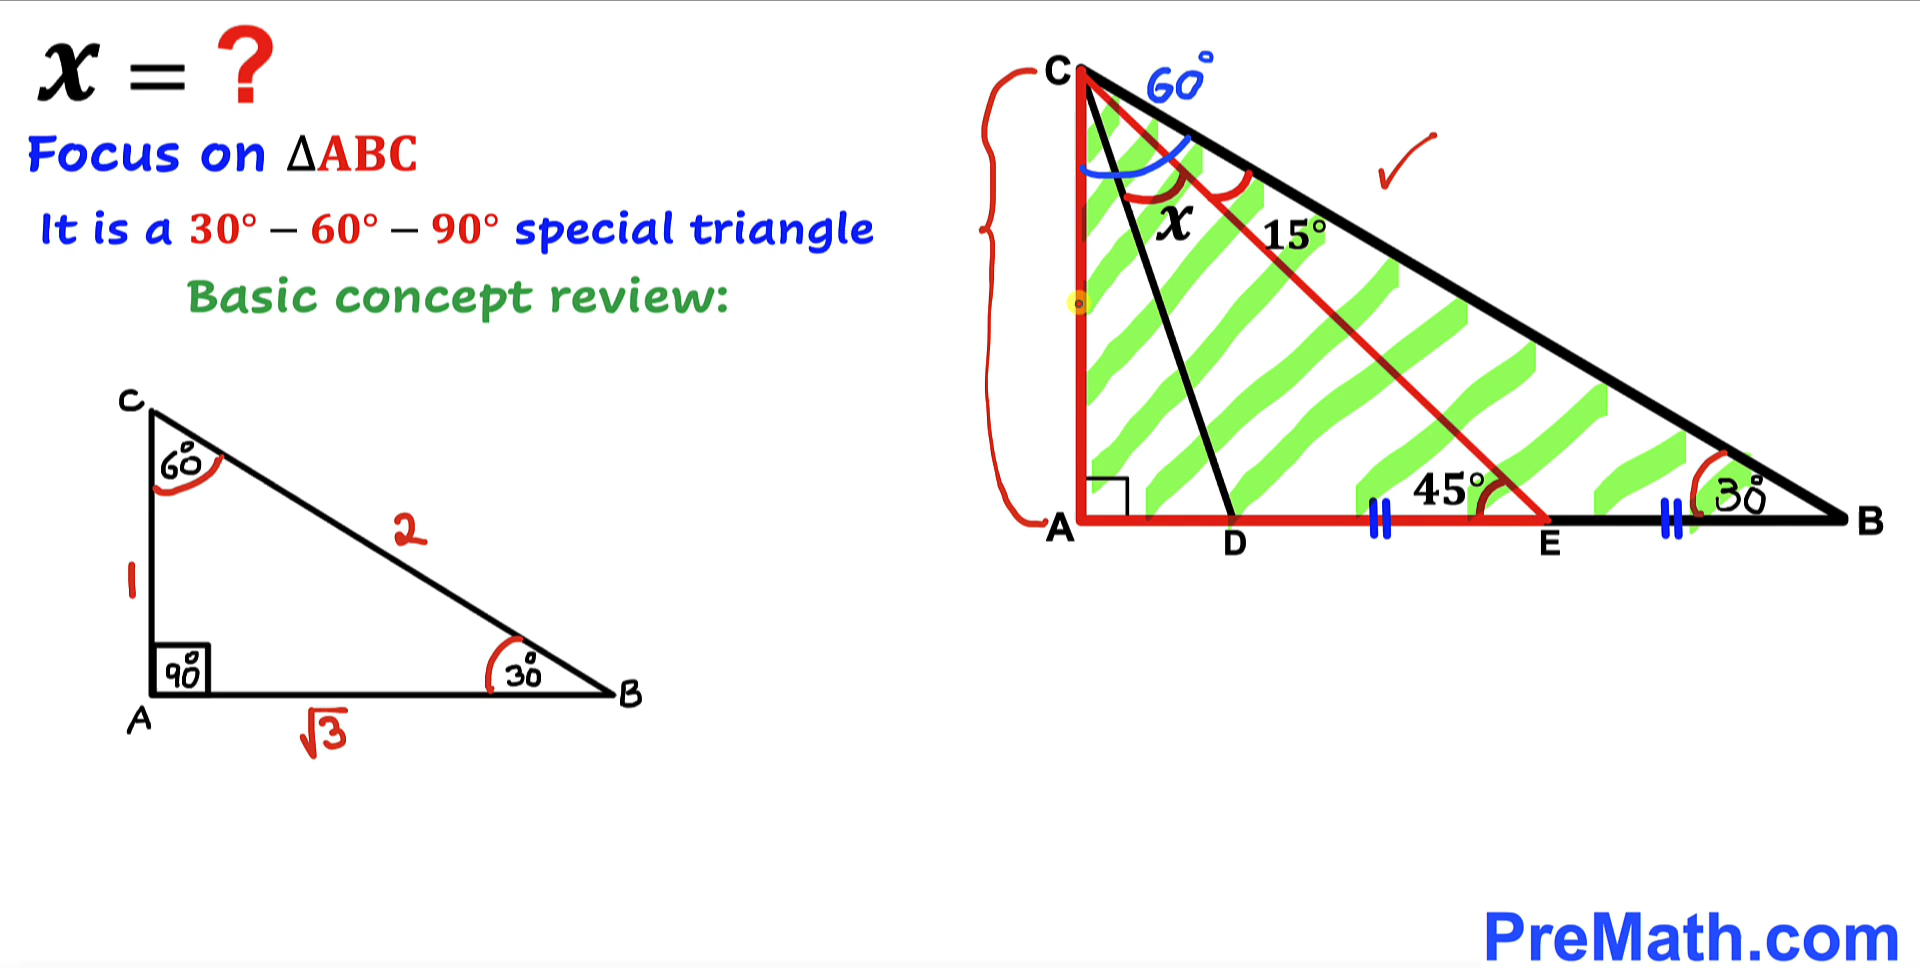 x = ?
Focus on ΔABC
It is a 30° – 60° – 90° special triangle
Basic concept review:
C
60°
2
1
90°
30°
A
B
√3
C
60°
x
15°
45°
30°
A
B
D
E
PreMath.com